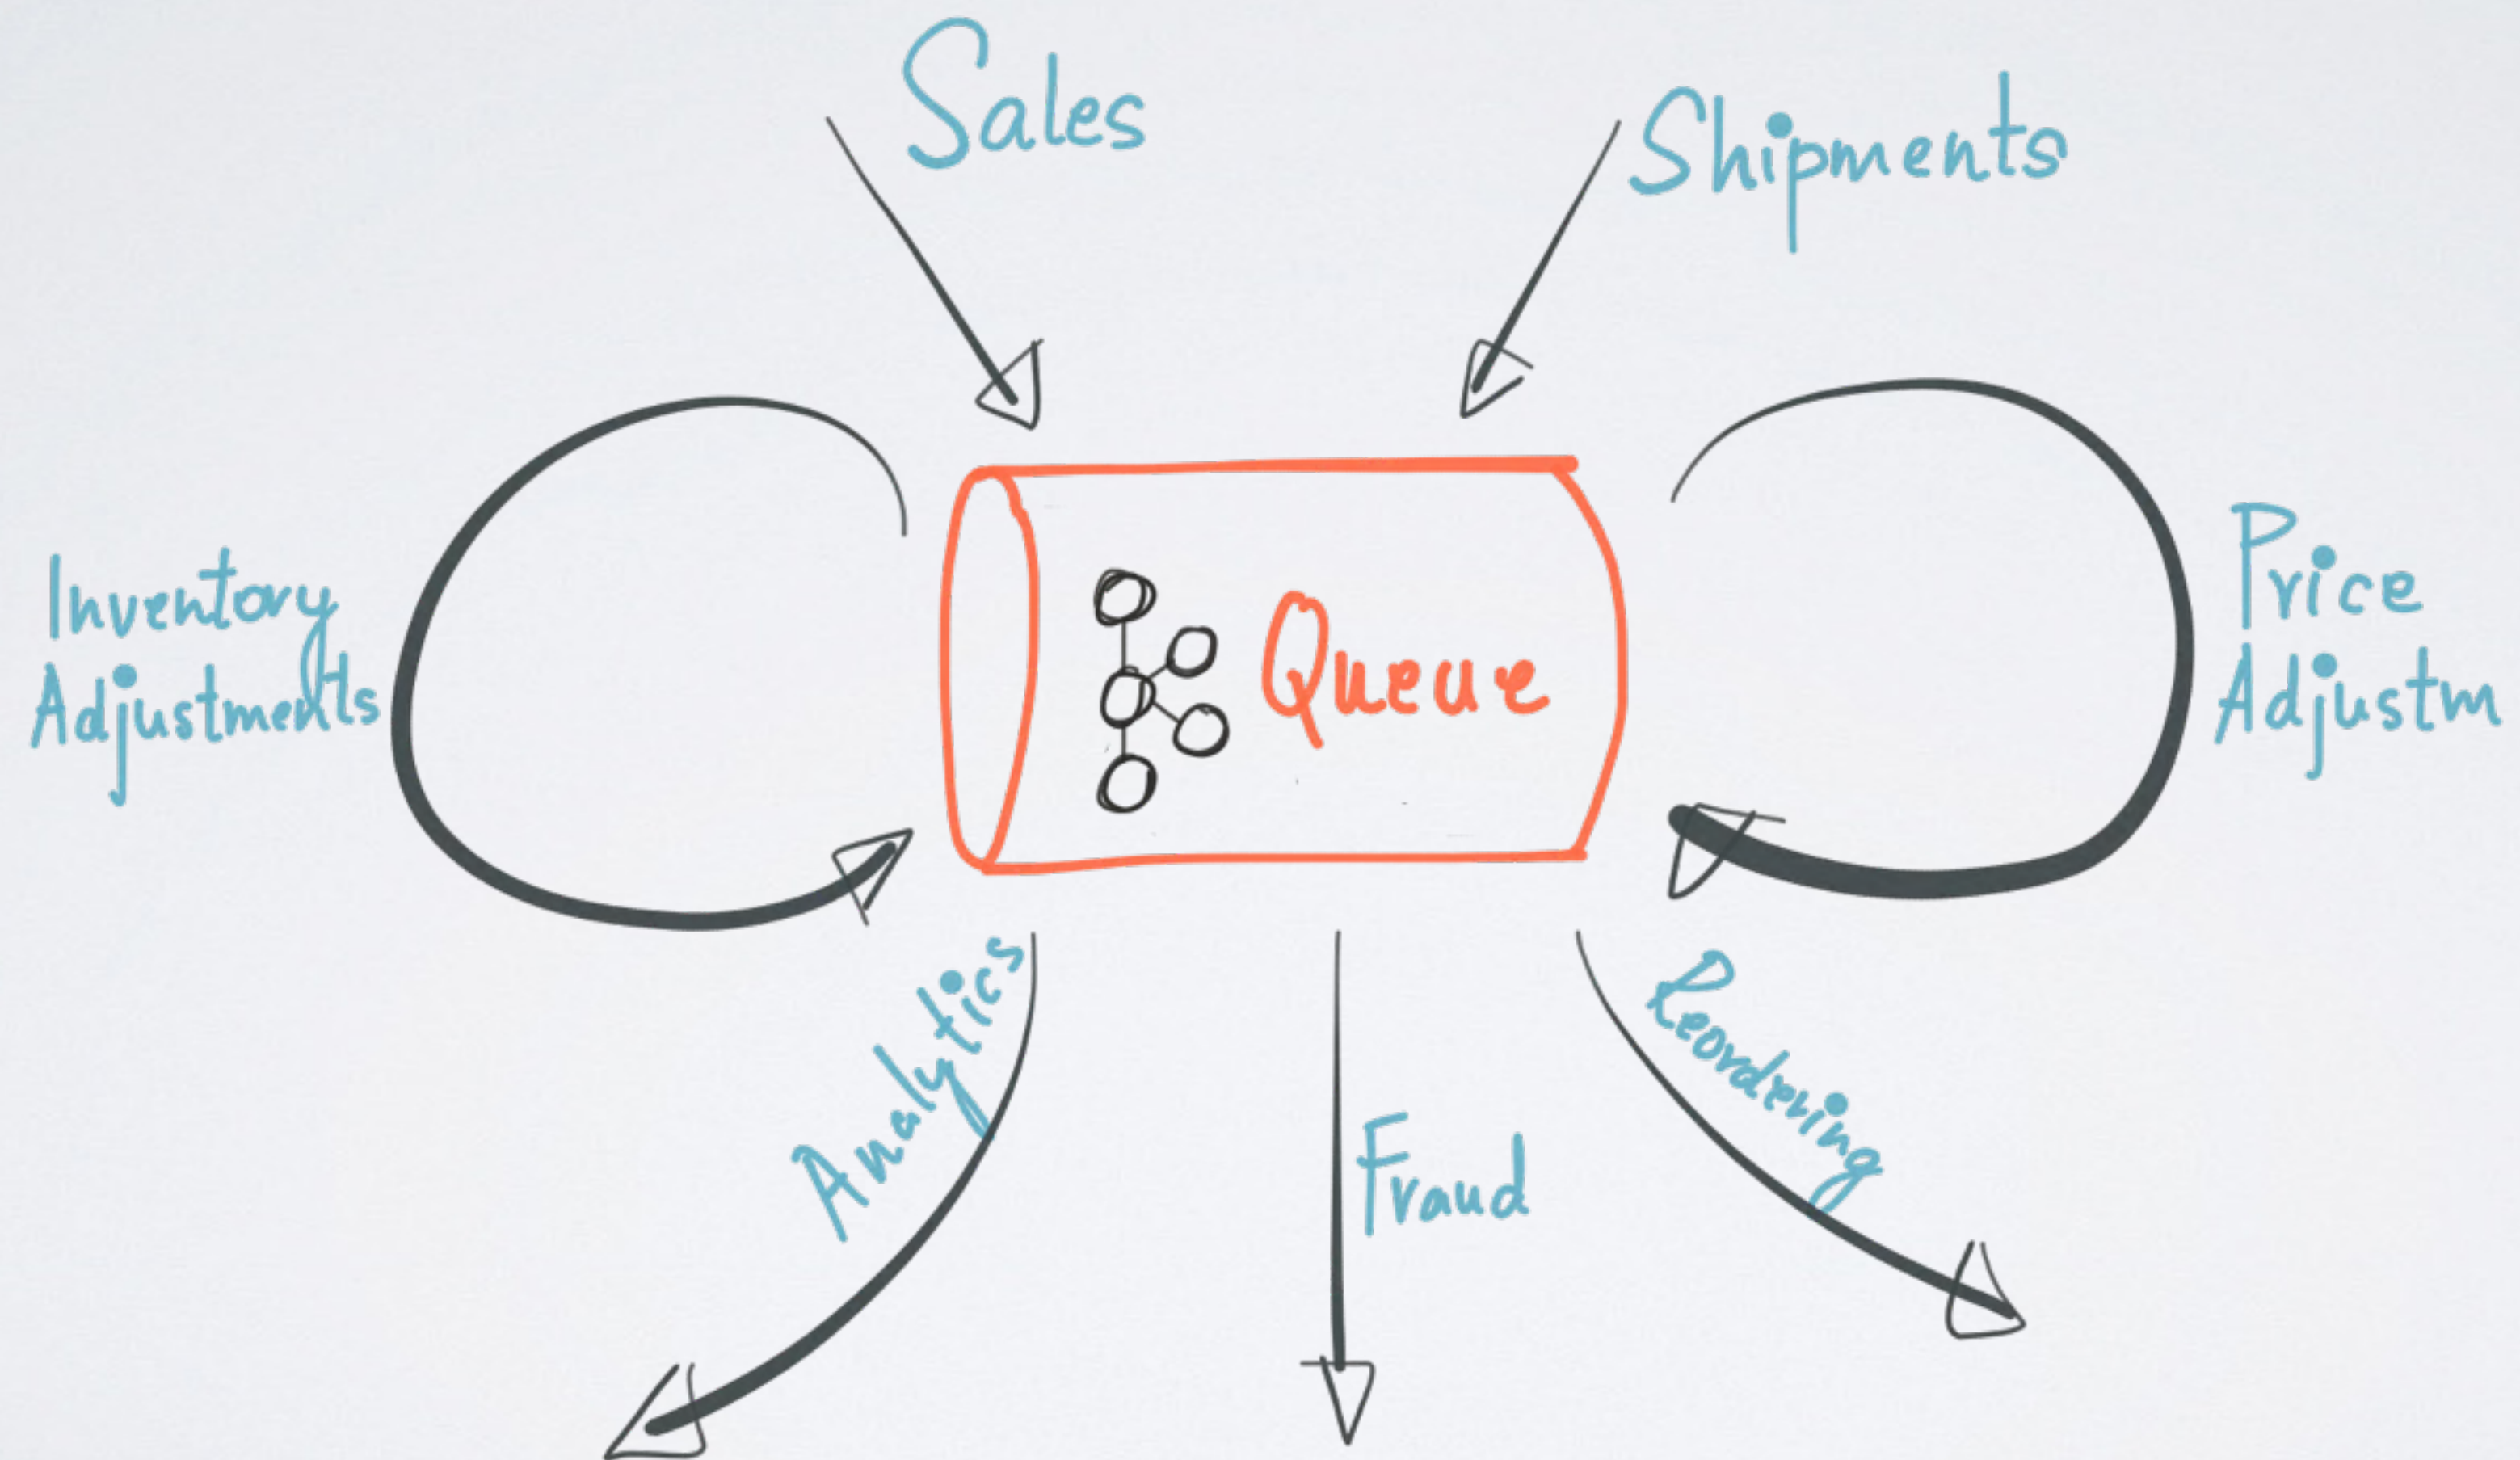 Sales
Shipments
Inventory
Adjustments
Queue
Price
Adjustm
Analytics
Fraud
Reordering